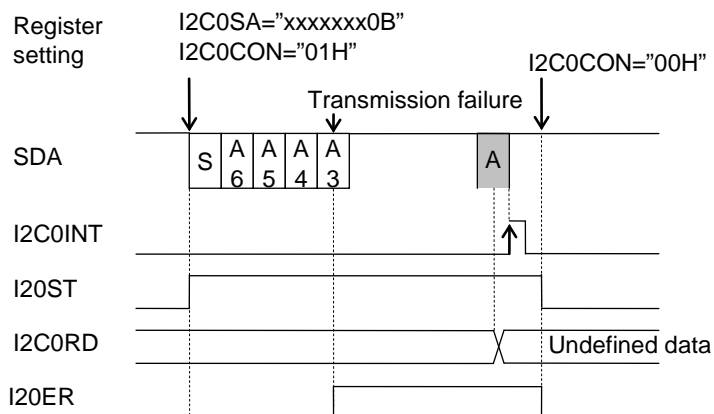 Register
setting
I2C0SA="xxxxxxx0B"
I2C0CON="01H"
I2C0CON="00H"
Transmission failure
SDA
S
A
6
A
5
A
4
A
3
A
I2C0INT
I20ST
I2C0RD
Undefined data
I20ER